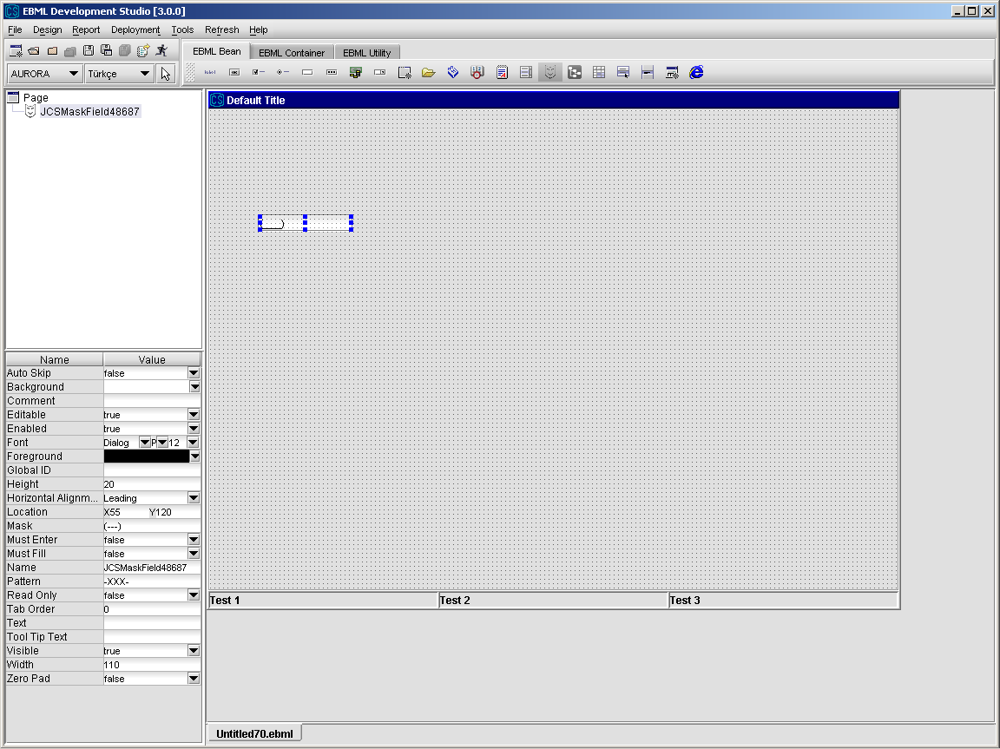 EBML Development Studio [3.0.0]
File Design Report Deployment Tools Refresh Help
EBML Bean EBML Container EBML Utility
AURORA Türkçe
Page
JCSMaskField48687
Default Title
Name Value
Auto Skip false
Background
Comment
Editable true
Enabled true
Font Dialog P 12
Foreground
Global ID
Height 20
Horizontal Alignm... Leading
Location X55 Y120
Mask (---)
Must Enter false
Must Fill false
Name JCSMaskField48687
Pattern -XXX-
Read Only false
Tab Order 0
Text
Tool Tip Text
Visible true
Width 110
Zero Pad false
Test 1 Test 2 Test 3
Untitled70.ebml